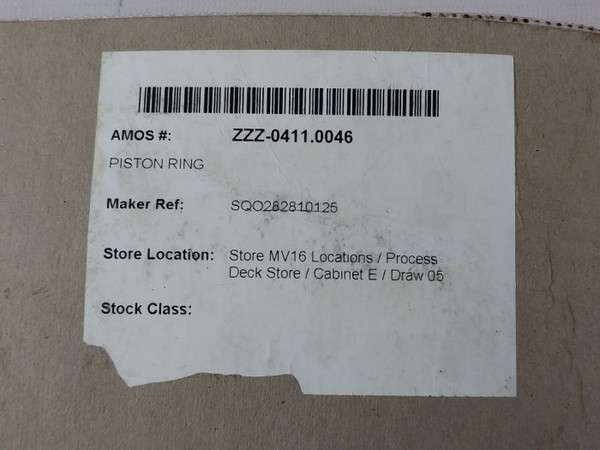 AMOS #: ZZZ-0411.0046
PISTON RING
Maker Ref: SQO282810125
Store Location: Store MV16 Locations / Process
Deck Store / Cabinet E / Draw 05
Stock Class: